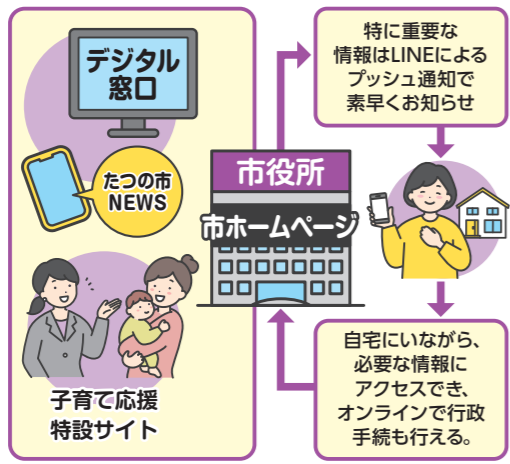 デジタル
窓口
たつの市
NEWS
子育て応援
特設サイト
市役所
市ホームページ
特に重要な
情報はLINEによる
プッシュ通知で
素早くお知らせ
自宅にいながら、
必要な情報に
アクセスでき、
オンラインで行政
手続も行える。